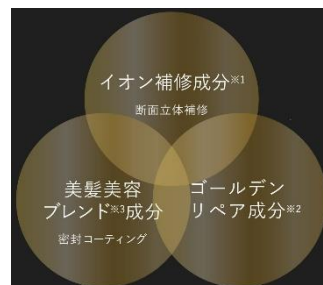 イオン補修成分※1
断面立体補修
美髪美容
ブレンド※3成分
密封コーティング
ゴールデン
リペア成分※2